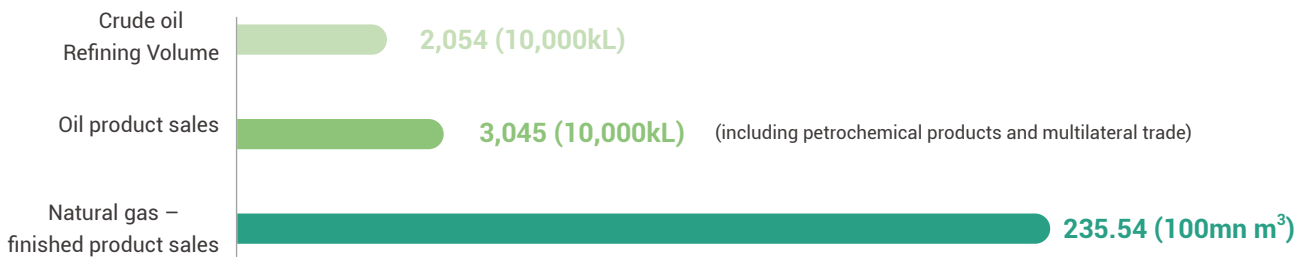 Crude oil
Refining Volume
2,054 (10,000kL)
Oil product sales
3,045 (10,000kL)
(including petrochemical products and multilateral trade)
Natural gas –
finished product sales
235.54 (100mn m³)